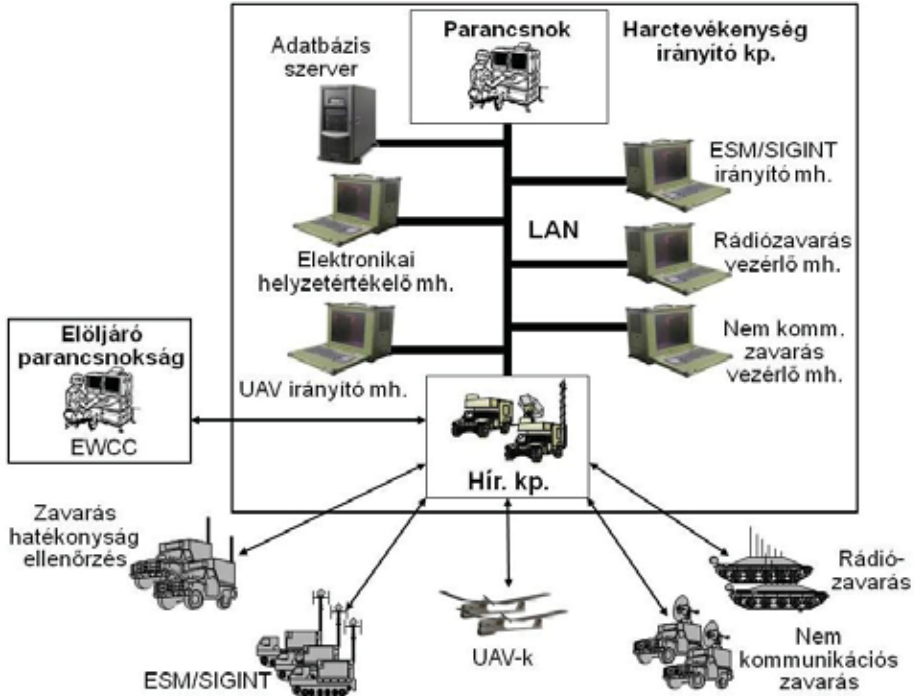 Parancsnok
Harctevékenység
irányító kp.
Adatbázis
szerver
ESM/SIGINT
irányító mh.
LAN
Elektronikai
helyzetértékelő mh.
Rádiózavarás
vezérlő mh.
Elöljáró
parancsnokság
EWCC
UAV irányító mh.
Nem komm.
zavarás
vezérlő mh.
Hír. kp.
Zavarás
hatékonyság
ellenőrzés
Rádió-
zavarás
ESM/SIGINT
UAV-k
Nem
kommunikációs
zavarás